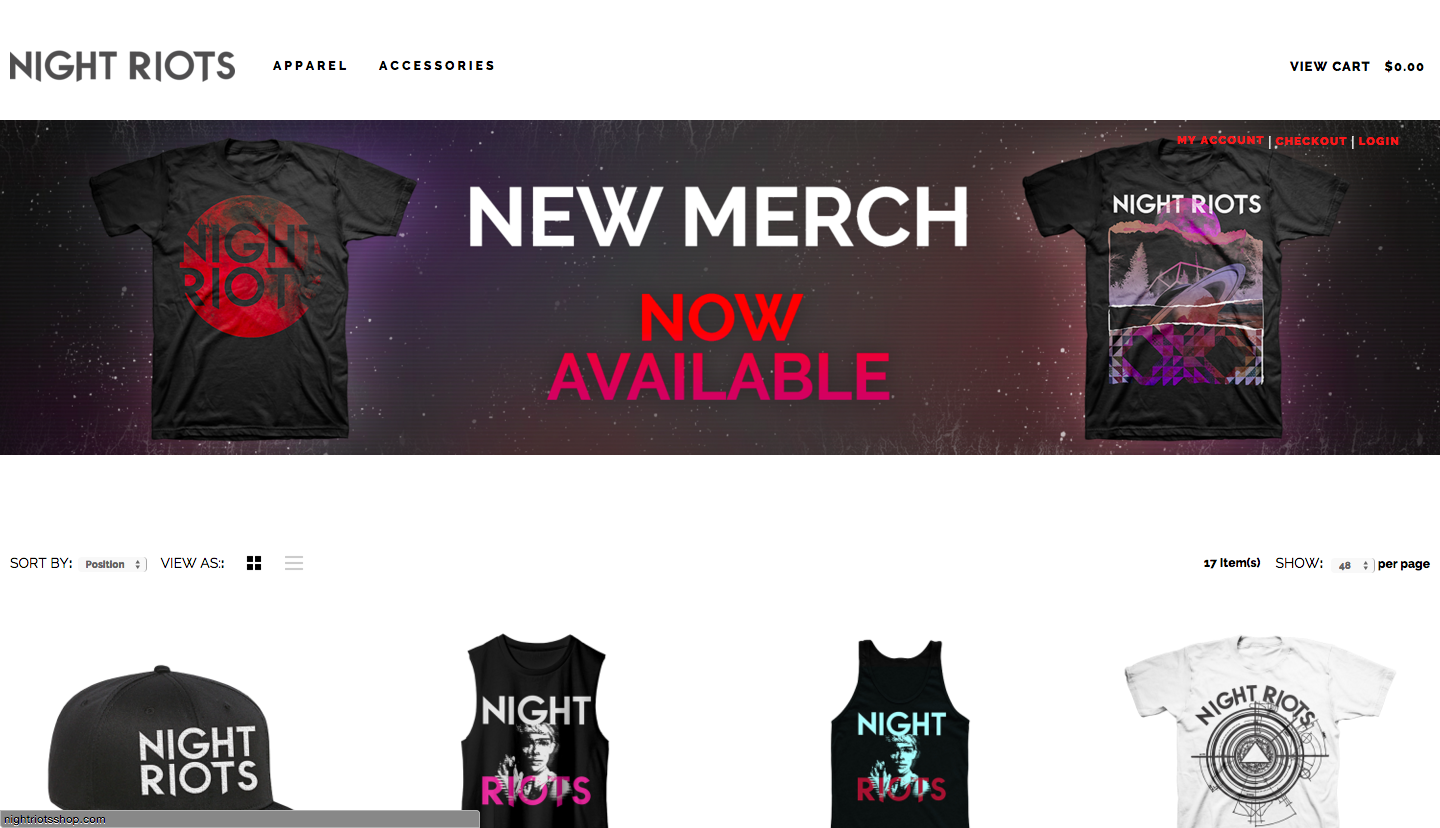 NIGHT RIOTS
APPAREL
ACCESSORIES
VIEW CART $0.00
MY ACCOUNT | CHECKOUT | LOGIN
NIGHT
RIOTS
NEW MERCH
NOW
AVAILABLE
NIGHT RIOTS
SORT BY: Position VIEW AS::
17 Item(s) SHOW: 48 per page
NIGHT
RIOTS
NIGHT
RIOTS
NIGHT
RIOTS
NIGHT RIOTS
nightriotsshop.com